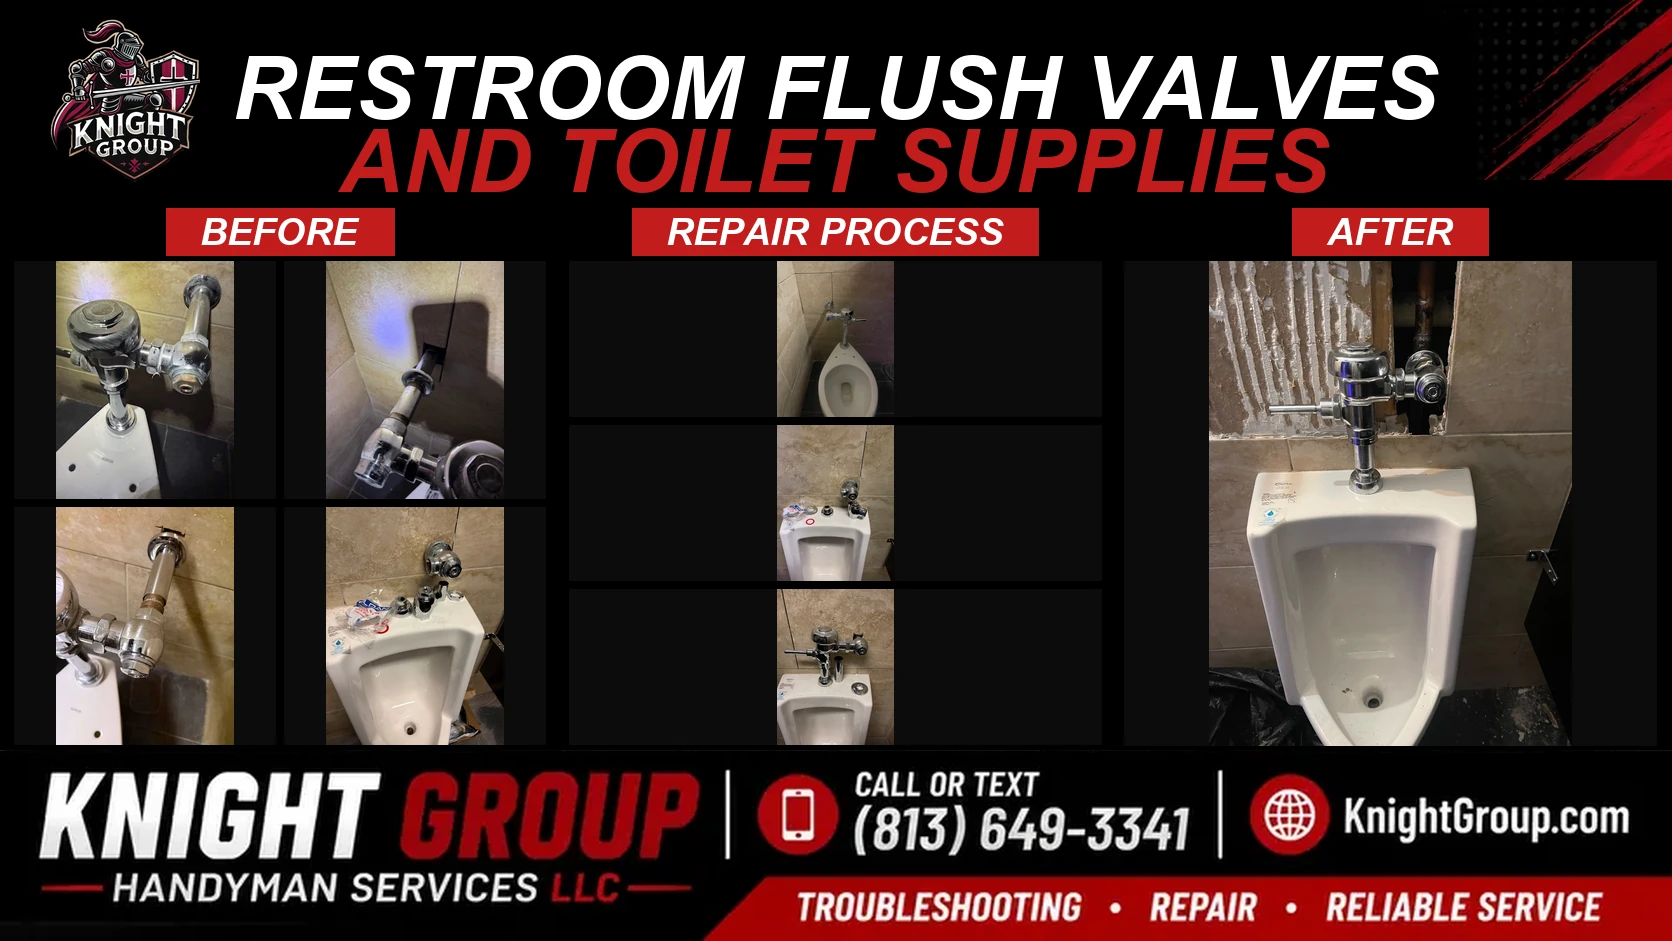 KNIGHT
GROUP
RESTROOM FLUSH VALVES
AND TOILET SUPPLIES
BEFORE
REPAIR PROCESS
AFTER
KNIGHT GROUP
HANDYMAN SERVICES LLC
CALL OR TEXT
(813) 649-3341
KnightGroup.com
TROUBLESHOOTING • REPAIR • RELIABLE SERVICE